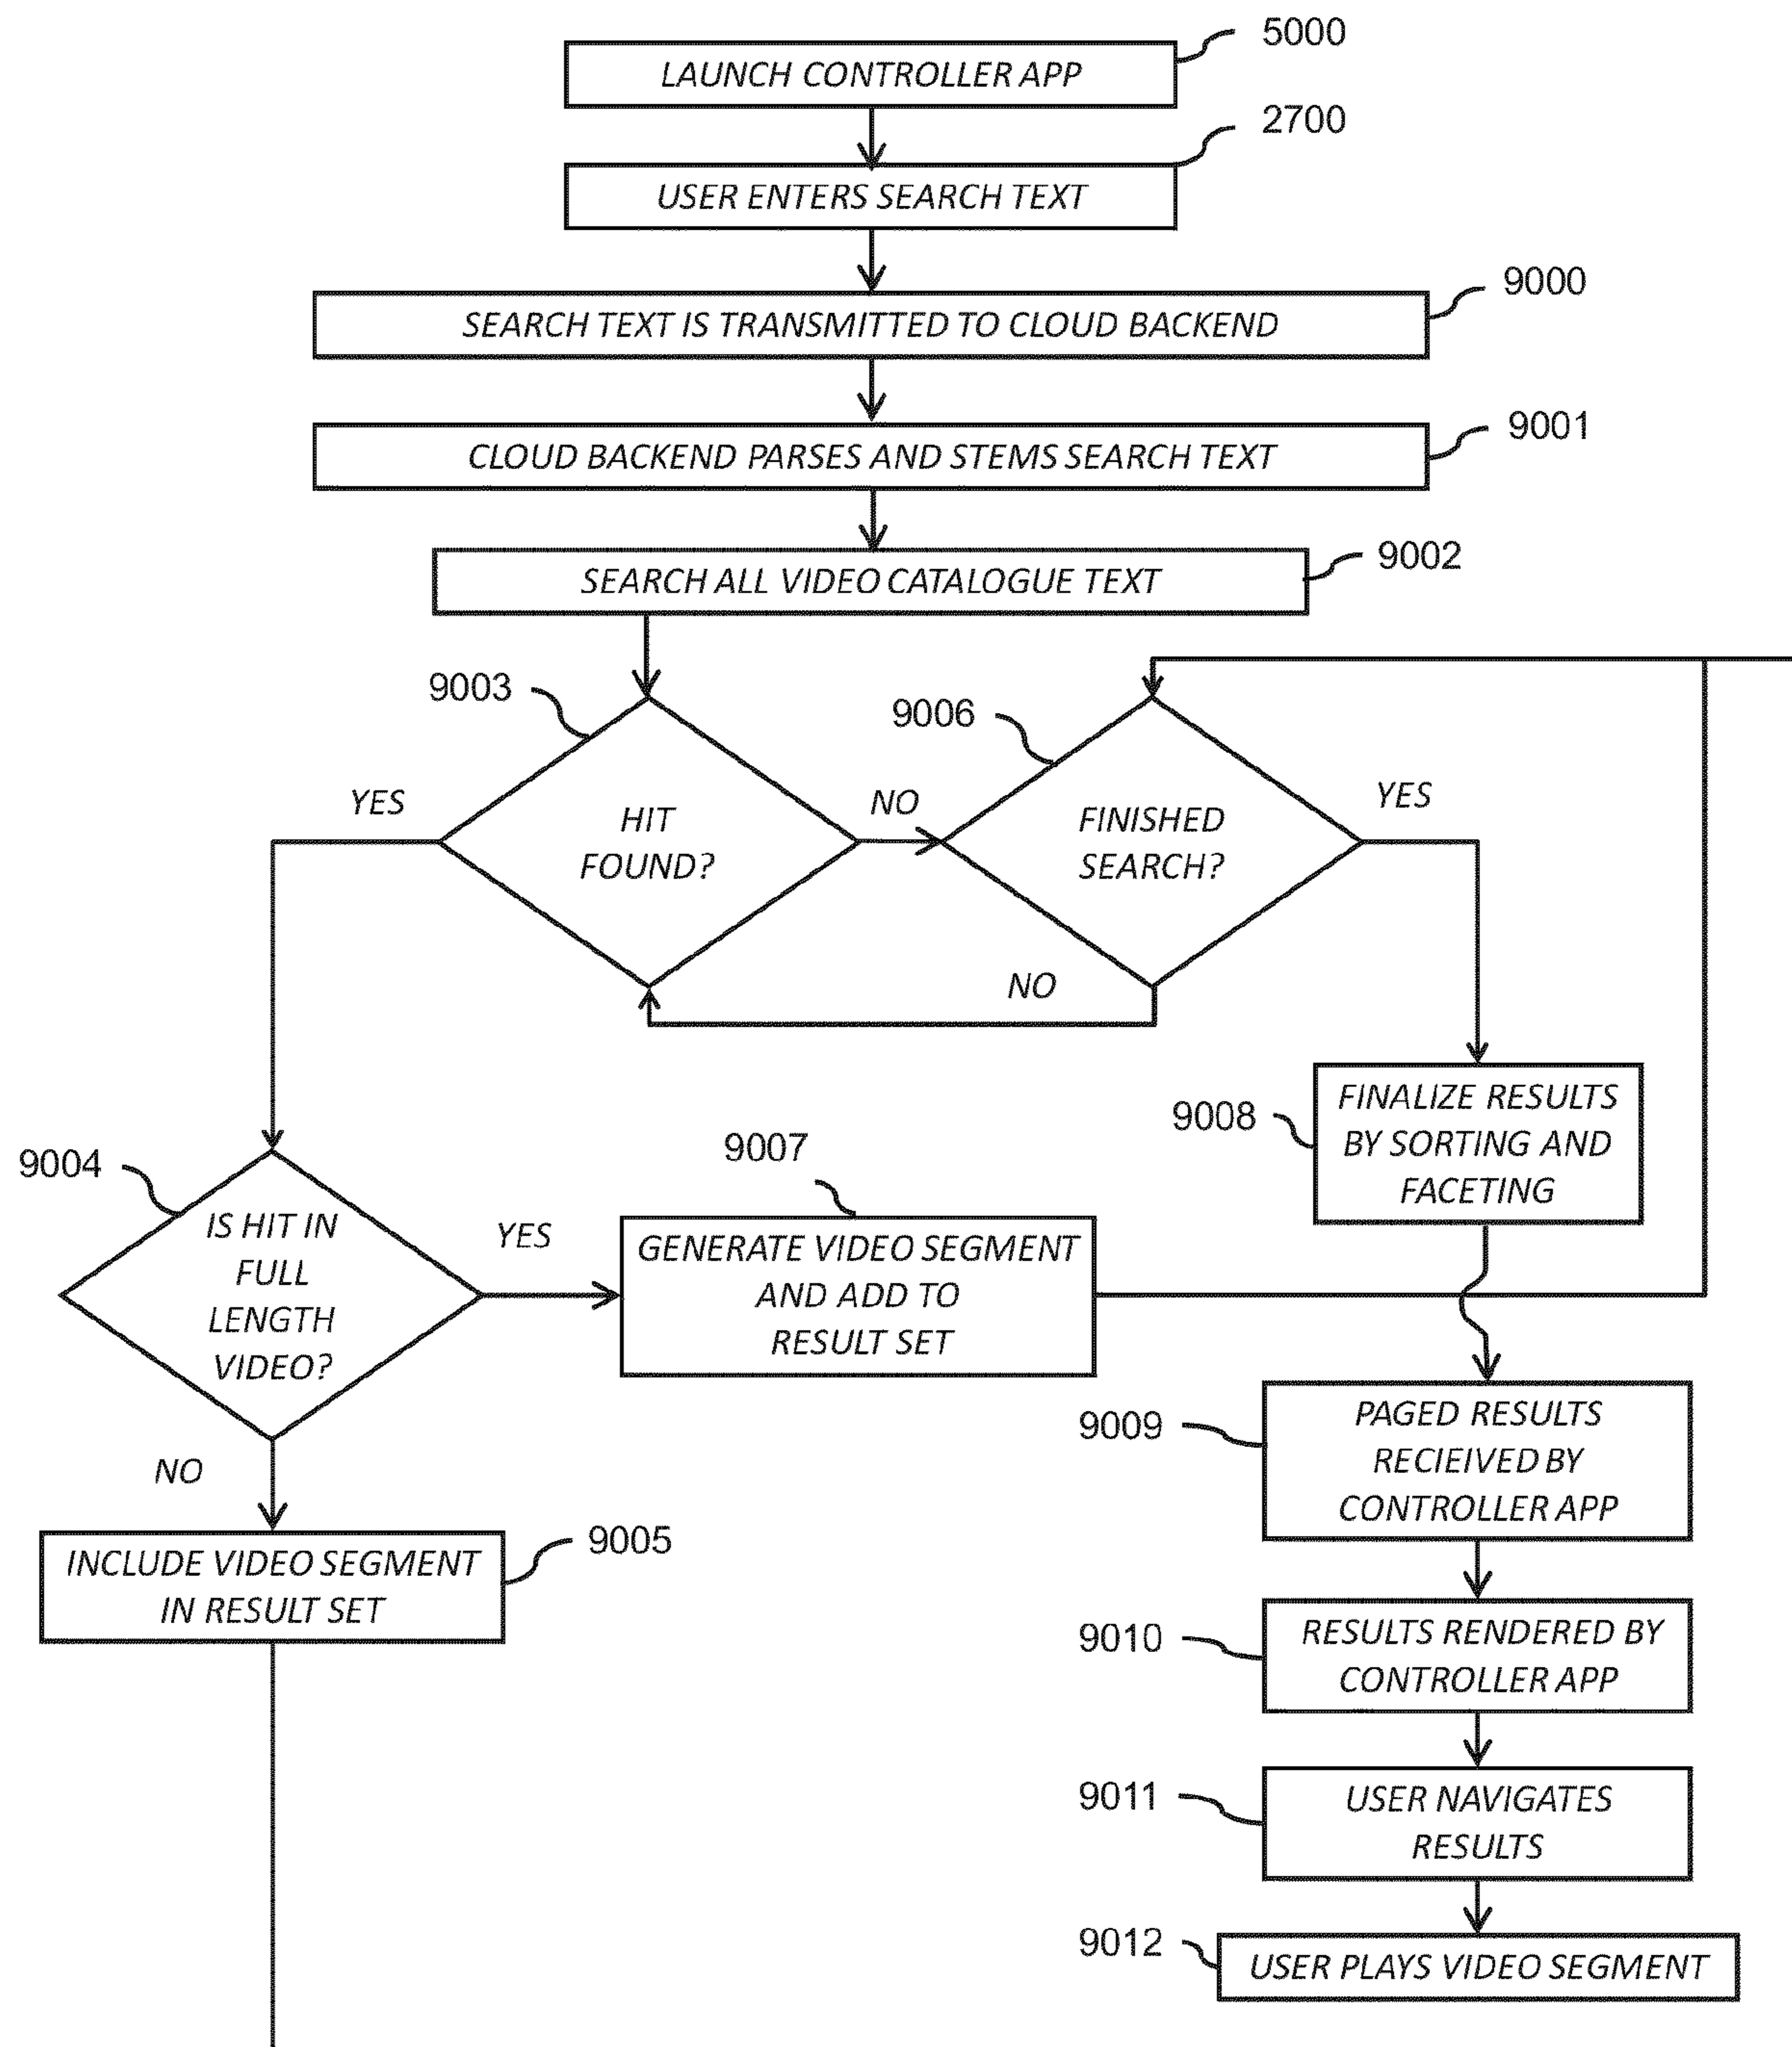 5000
LAUNCH CONTROLLER APP
2700
USER ENTERS SEARCH TEXT
9000
SEARCH TEXT IS TRANSMITTED TO CLOUD BACKEND
9001
CLOUD BACKEND PARSES AND STEMS SEARCH TEXT
9002
SEARCH ALL VIDEO CATALOGUE TEXT
9003
9006
YES
HIT
FOUND?
NO
FINISHED
SEARCH?
YES
NO
9008
FINALIZE RESULTS
BY SORTING AND
FACETING
9004
IS HIT IN
FULL
LENGTH
VIDEO?
YES
9007
GENERATE VIDEO SEGMENT
AND ADD TO
RESULT SET
NO
9009
PAGED RESULTS
RECIEIVED BY
CONTROLLER APP
9005
INCLUDE VIDEO SEGMENT
IN RESULT SET
9010
RESULTS RENDERED BY
CONTROLLER APP
9011
USER NAVIGATES
RESULTS
9012
USER PLAYS VIDEO SEGMENT